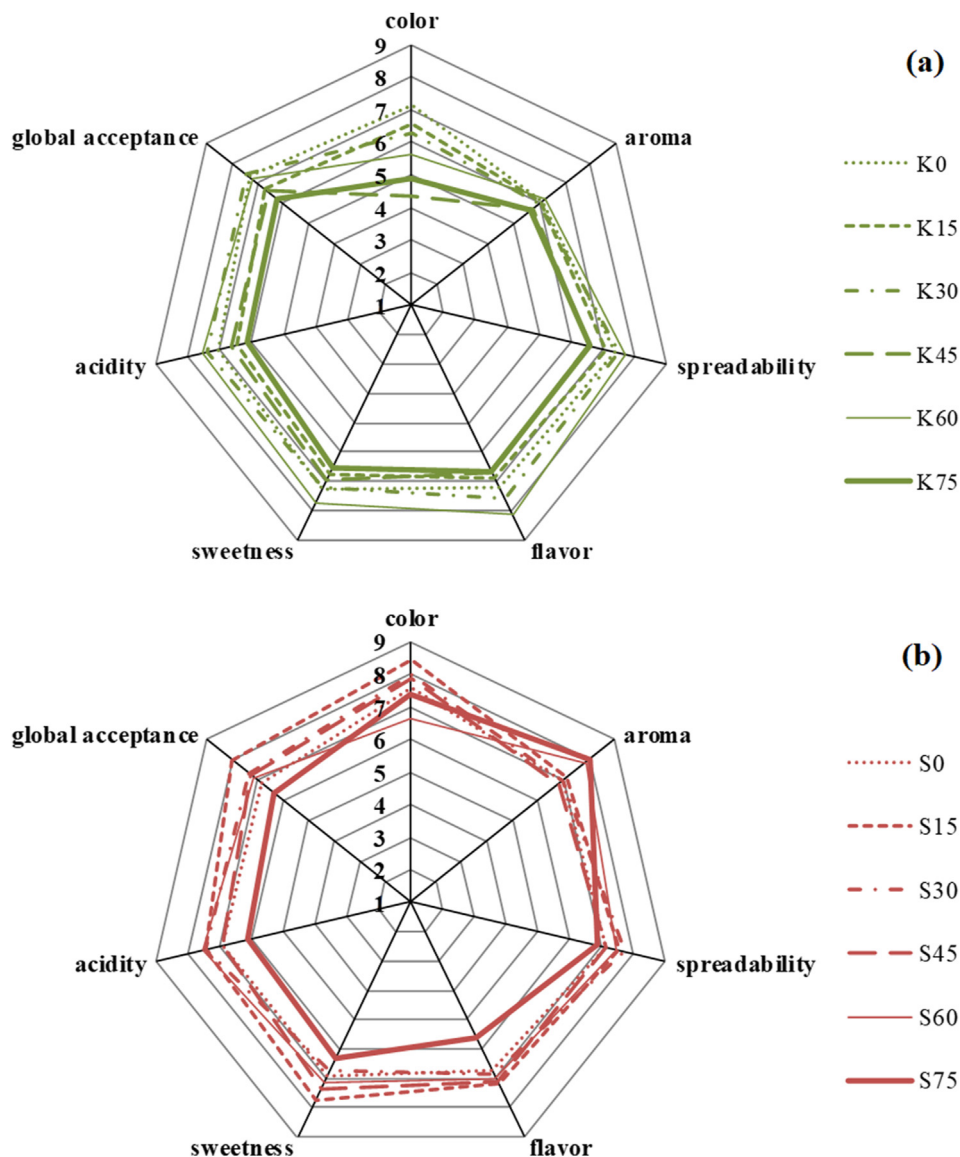 color
9
(a)
8
7
global acceptance
aroma
6
K0
5
4
K15
3
2
K30
1
K45
acidity
spreadability
K60
K75
sweetness
flavor
color
9
(b)
8
7
global acceptance
aroma
6
S0
5
4
S15
3
2
S30
1
S45
acidity
spreadability
S60
S75
sweetness
flavor